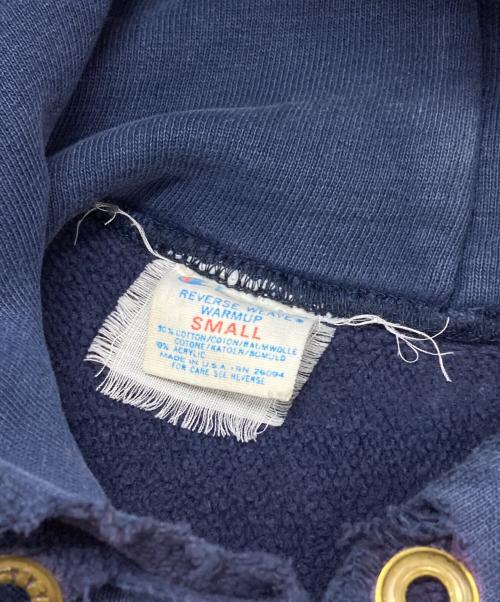 REVERSE WEAVE®
WARMUP
SMALL
90% COTTON/COTON/BAUMWOLLE
COTONE/KATOEN/BOMULD
10% ACRYLIC
MADE IN U.S.A. • RN 26094
FOR CARE SEE REVERSE